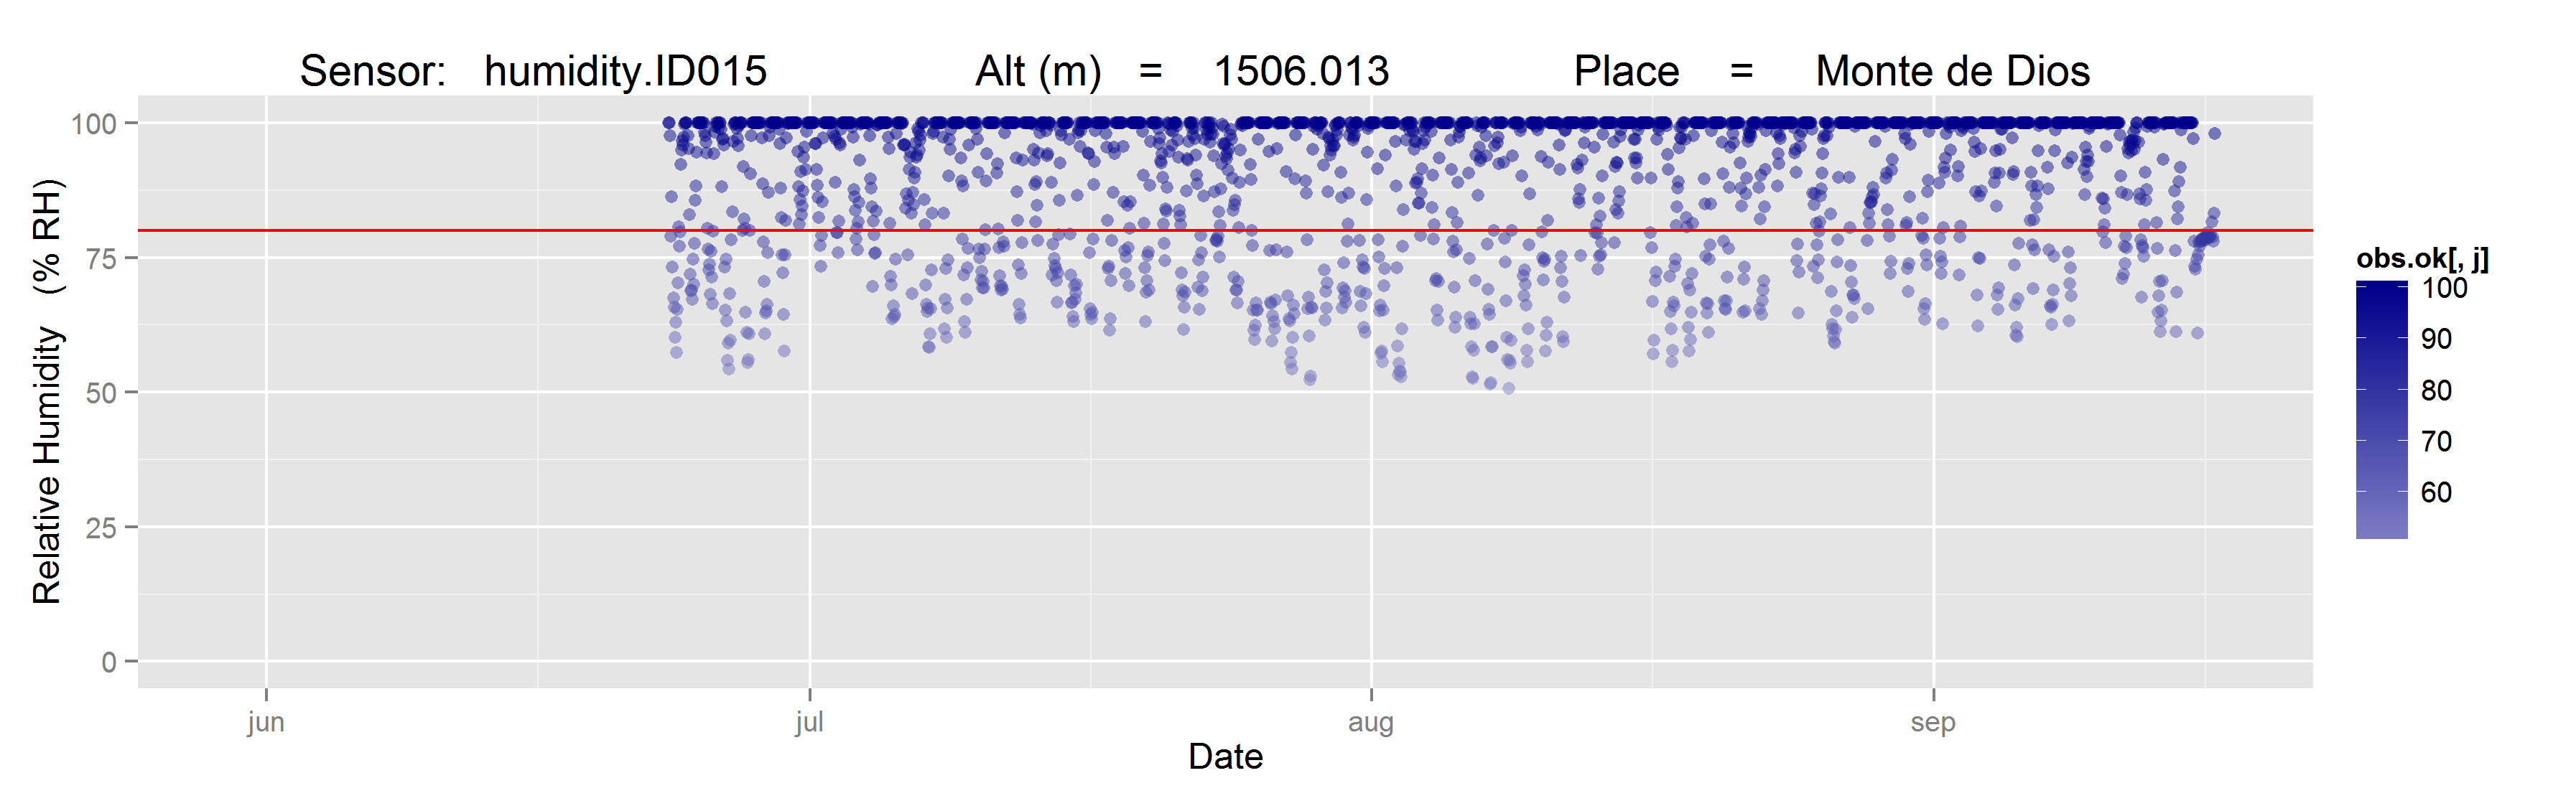 Sensor: humidity.ID015 Alt (m) = 1506.013 Place = Monte de Dios
Relative Humidity (% RH)
100
75
50
25
0
jun jul aug sep
Date
obs.ok[, j]
100
90
80
70
60